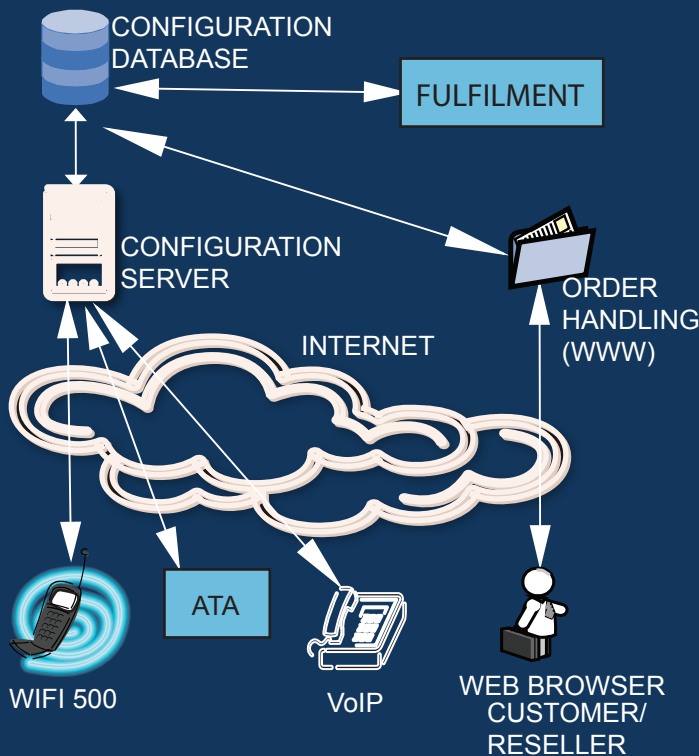 CONFIGURATION
DATABASE
FULFILMENT
CONFIGURATION
SERVER
ORDER
HANDLING
(WWW)
INTERNET
ATA
WIFI 500
VoIP
WEB BROWSER
CUSTOMER/
RESELLER